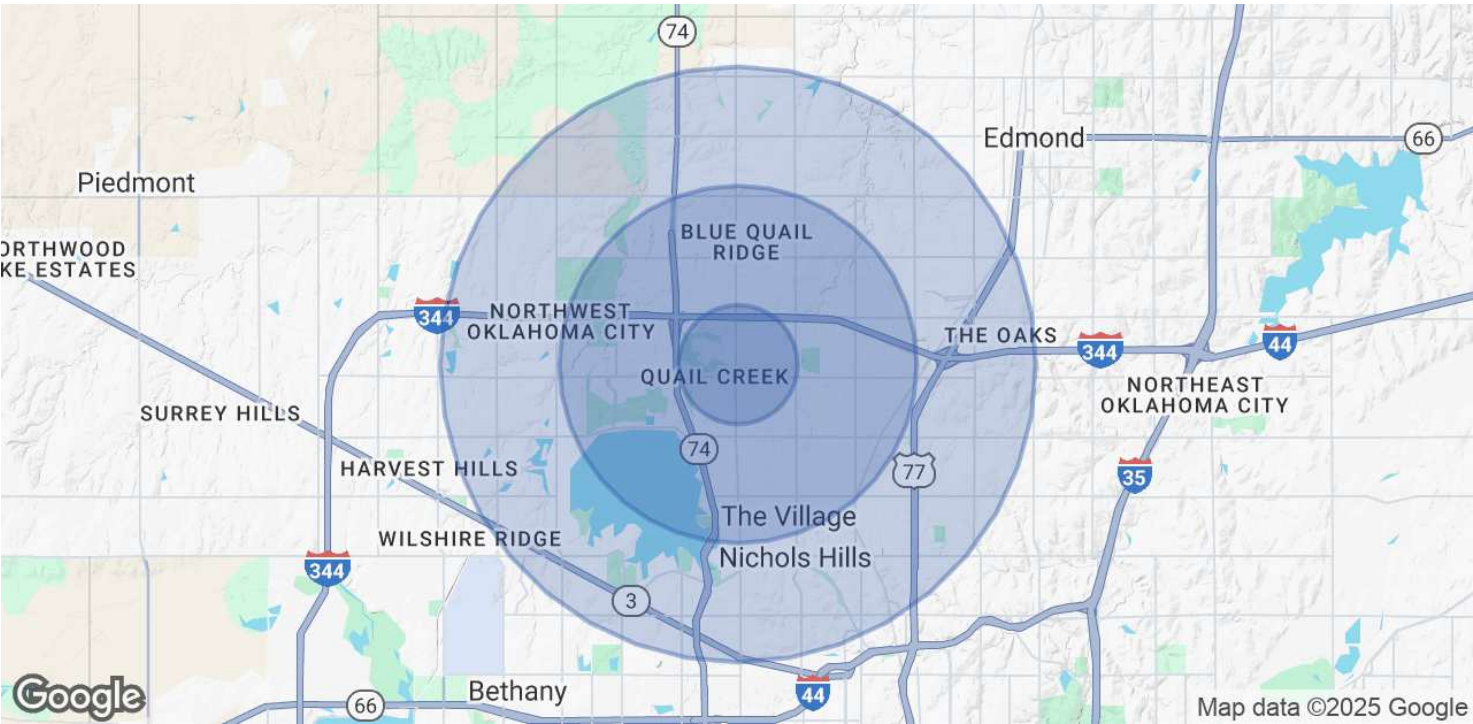 74
Edmond
66
Piedmont
BLUE QUAIL
RIDGE
ORTHWOOD
KE ESTATES
344
NORTHWEST
OKLAHOMA CITY
THE OAKS
344
44
QUAIL CREEK
NORTHEAST
OKLAHOMA CITY
SURREY HILLS
74
HARVEST HILLS
77
35
The Village
WILSHIRE RIDGE
Nichols Hills
344
3
Google
66
Bethany
44
Map data ©2025 Google